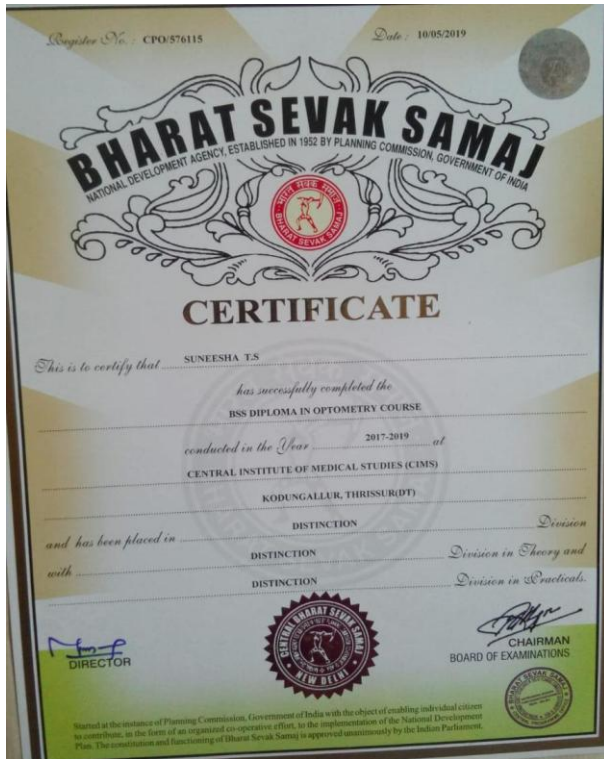 Register No. : CPO/576115
Date : 10/05/2019
BHARAT SEVAK SAMAJ
NATIONAL DEVELOPMENT AGENCY, ESTABLISHED IN 1952 BY PLANNING COMMISSION, GOVERNMENT OF INDIA
भारत सेवक समाज
BHARAT SEVAK SAMAJ
CERTIFICATE
This is to certify that SUNEESHA T.S
has successfully completed the
BSS DIPLOMA IN OPTOMETRY COURSE
conducted in the Year 2017-2019 at
CENTRAL INSTITUTE OF MEDICAL STUDIES (CIMS)
KODUNGALLUR, THRISSUR(DT)
and has been placed in DISTINCTION Division
with DISTINCTION Division in Theory and
DISTINCTION Division in Practicals.
CENTRAL BHARAT SEVAK SAMAJ
NEW DELHI
DIRECTOR
CHAIRMAN
BOARD OF EXAMINATIONS
BHARAT SEVAK SAMAJ
Started at the instance of Planning Commission, Government of India with the object of enabling individual citizen
to contribute, in the form of an organized co-operative effort, to the implementation of the National Development
Plan. The constitution and functioning of Bharat Sevak Samaj is approved unanimously by the Indian Parliament.